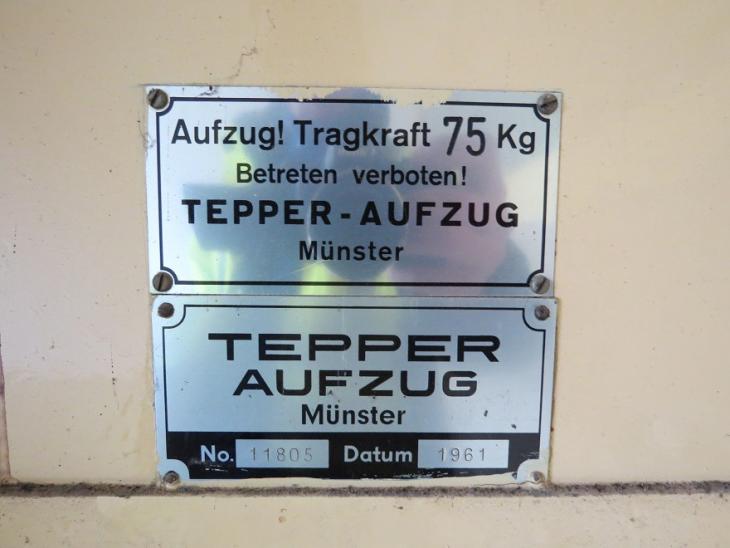 Aufzug! Tragkraft 75 Kg
Betreten verboten!
TEPPER-AUFZUG
Münster
TEPPER
AUFZUG
Münster
No. 11805 Datum 1961